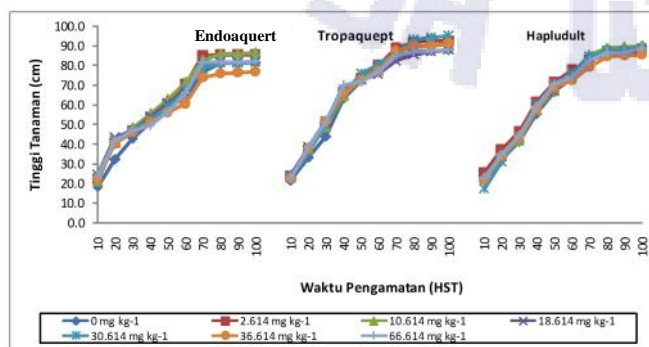 Endoaquert Tropaquept Hapludult
100.0
90.0
80.0
70.0
60.0
50.0
40.0
30.0
20.0
10.0
0.0
Tinggi Tanaman (cm)
10 20 30 40 50 60 70 80 90 100 10 20 30 40 50 60 70 80 90 100 10 20 30 40 50 60 70 80 90 100
Waktu Pengamatan (HST)
0 mg kg-1 2.614 mg kg-1 10.614 mg kg-1 18.614 mg kg-1
30.614 mg kg-1 36.614 mg kg-1 66.614 mg kg-1